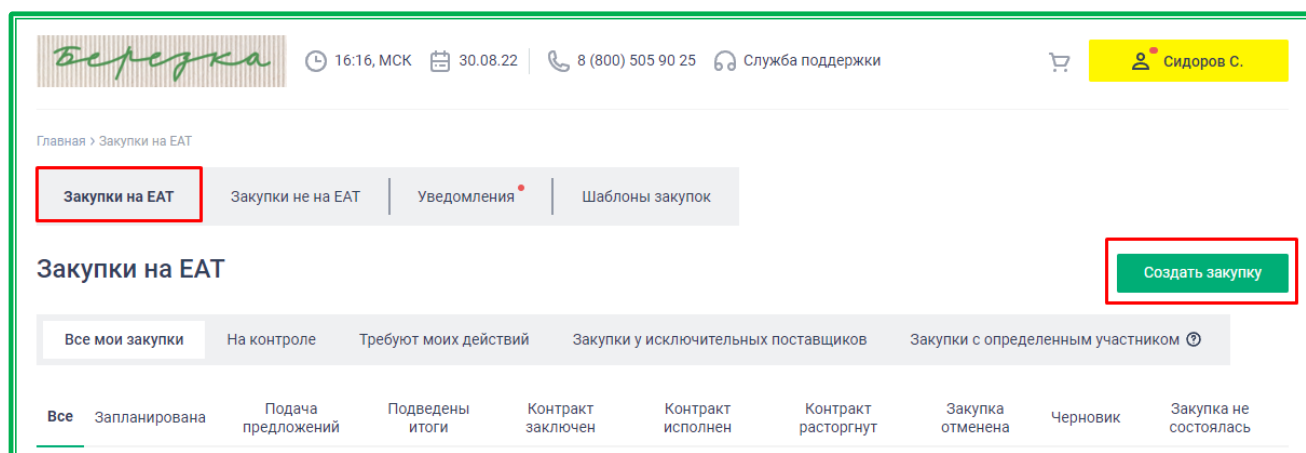 Березка 16:16, МСК 30.08.22 8 (800) 505 90 25 Служба поддержки Сидоров С.
Главная > Закупки на ЕАТ
Закупки на ЕАТ Закупки не на ЕАТ Уведомления Шаблоны закупок
Закупки на ЕАТ
Создать закупку
Все мои закупки На контроле Требуют моих действий Закупки у исключительных поставщиков Закупки с определенным участником ?
Все Запланирована Подача предложений Подведены итоги Контракт заключен Контракт исполнен Контракт расторгнут Закупка отменена Черновик Закупка не состоялась